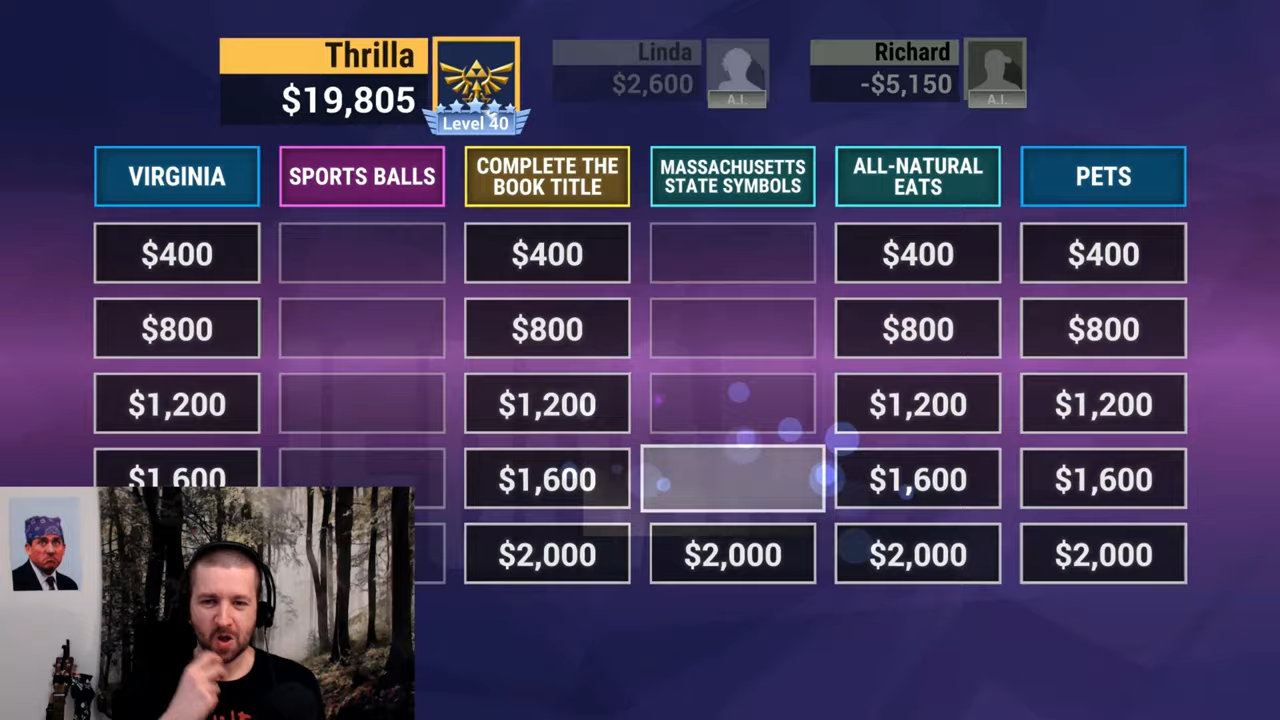 Thrilla
$19,805
Level 40
Linda
$2,600
A.I.
Richard
-$5,150
A.I.
VIRGINIA
SPORTS BALLS
COMPLETE THE
BOOK TITLE
MASSACHUSETTS
STATE SYMBOLS
ALL-NATURAL
EATS
PETS
$400
$400
$400
$400
$800
$800
$800
$800
$1,200
$1,200
$1,200
$1,200
$1,600
$1,600
$1,600
$1,600
$2,000
$2,000
$2,000
$2,000